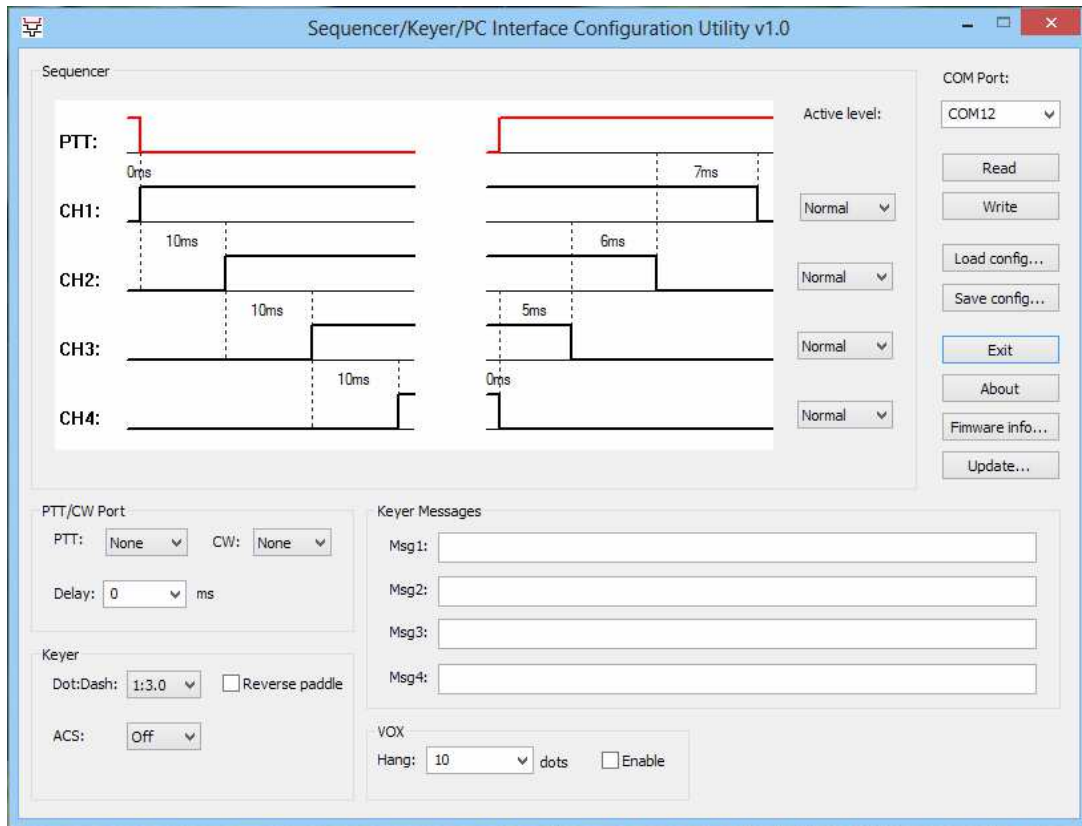 Sequencer/Keyer/PC Interface Configuration Utility v1.0
Sequencer
COM Port:
Active level:
COM12
PTT:
0ms
7ms
Read
CH1:
Normal
Write
10ms
6ms
CH2:
Normal
Load config...
10ms
5ms
Save config...
CH3:
Normal
Exit
10ms
0ms
About
CH4:
Normal
Fimware info...
Update...
PTT/CW Port
PTT: None CW: None
Delay: 0 ms
Keyer Messages
Msg1:
Msg2:
Msg3:
Msg4:
Keyer
Dot:Dash: 1:3.0 Reverse paddle
ACS: Off
VOX
Hang: 10 dots Enable